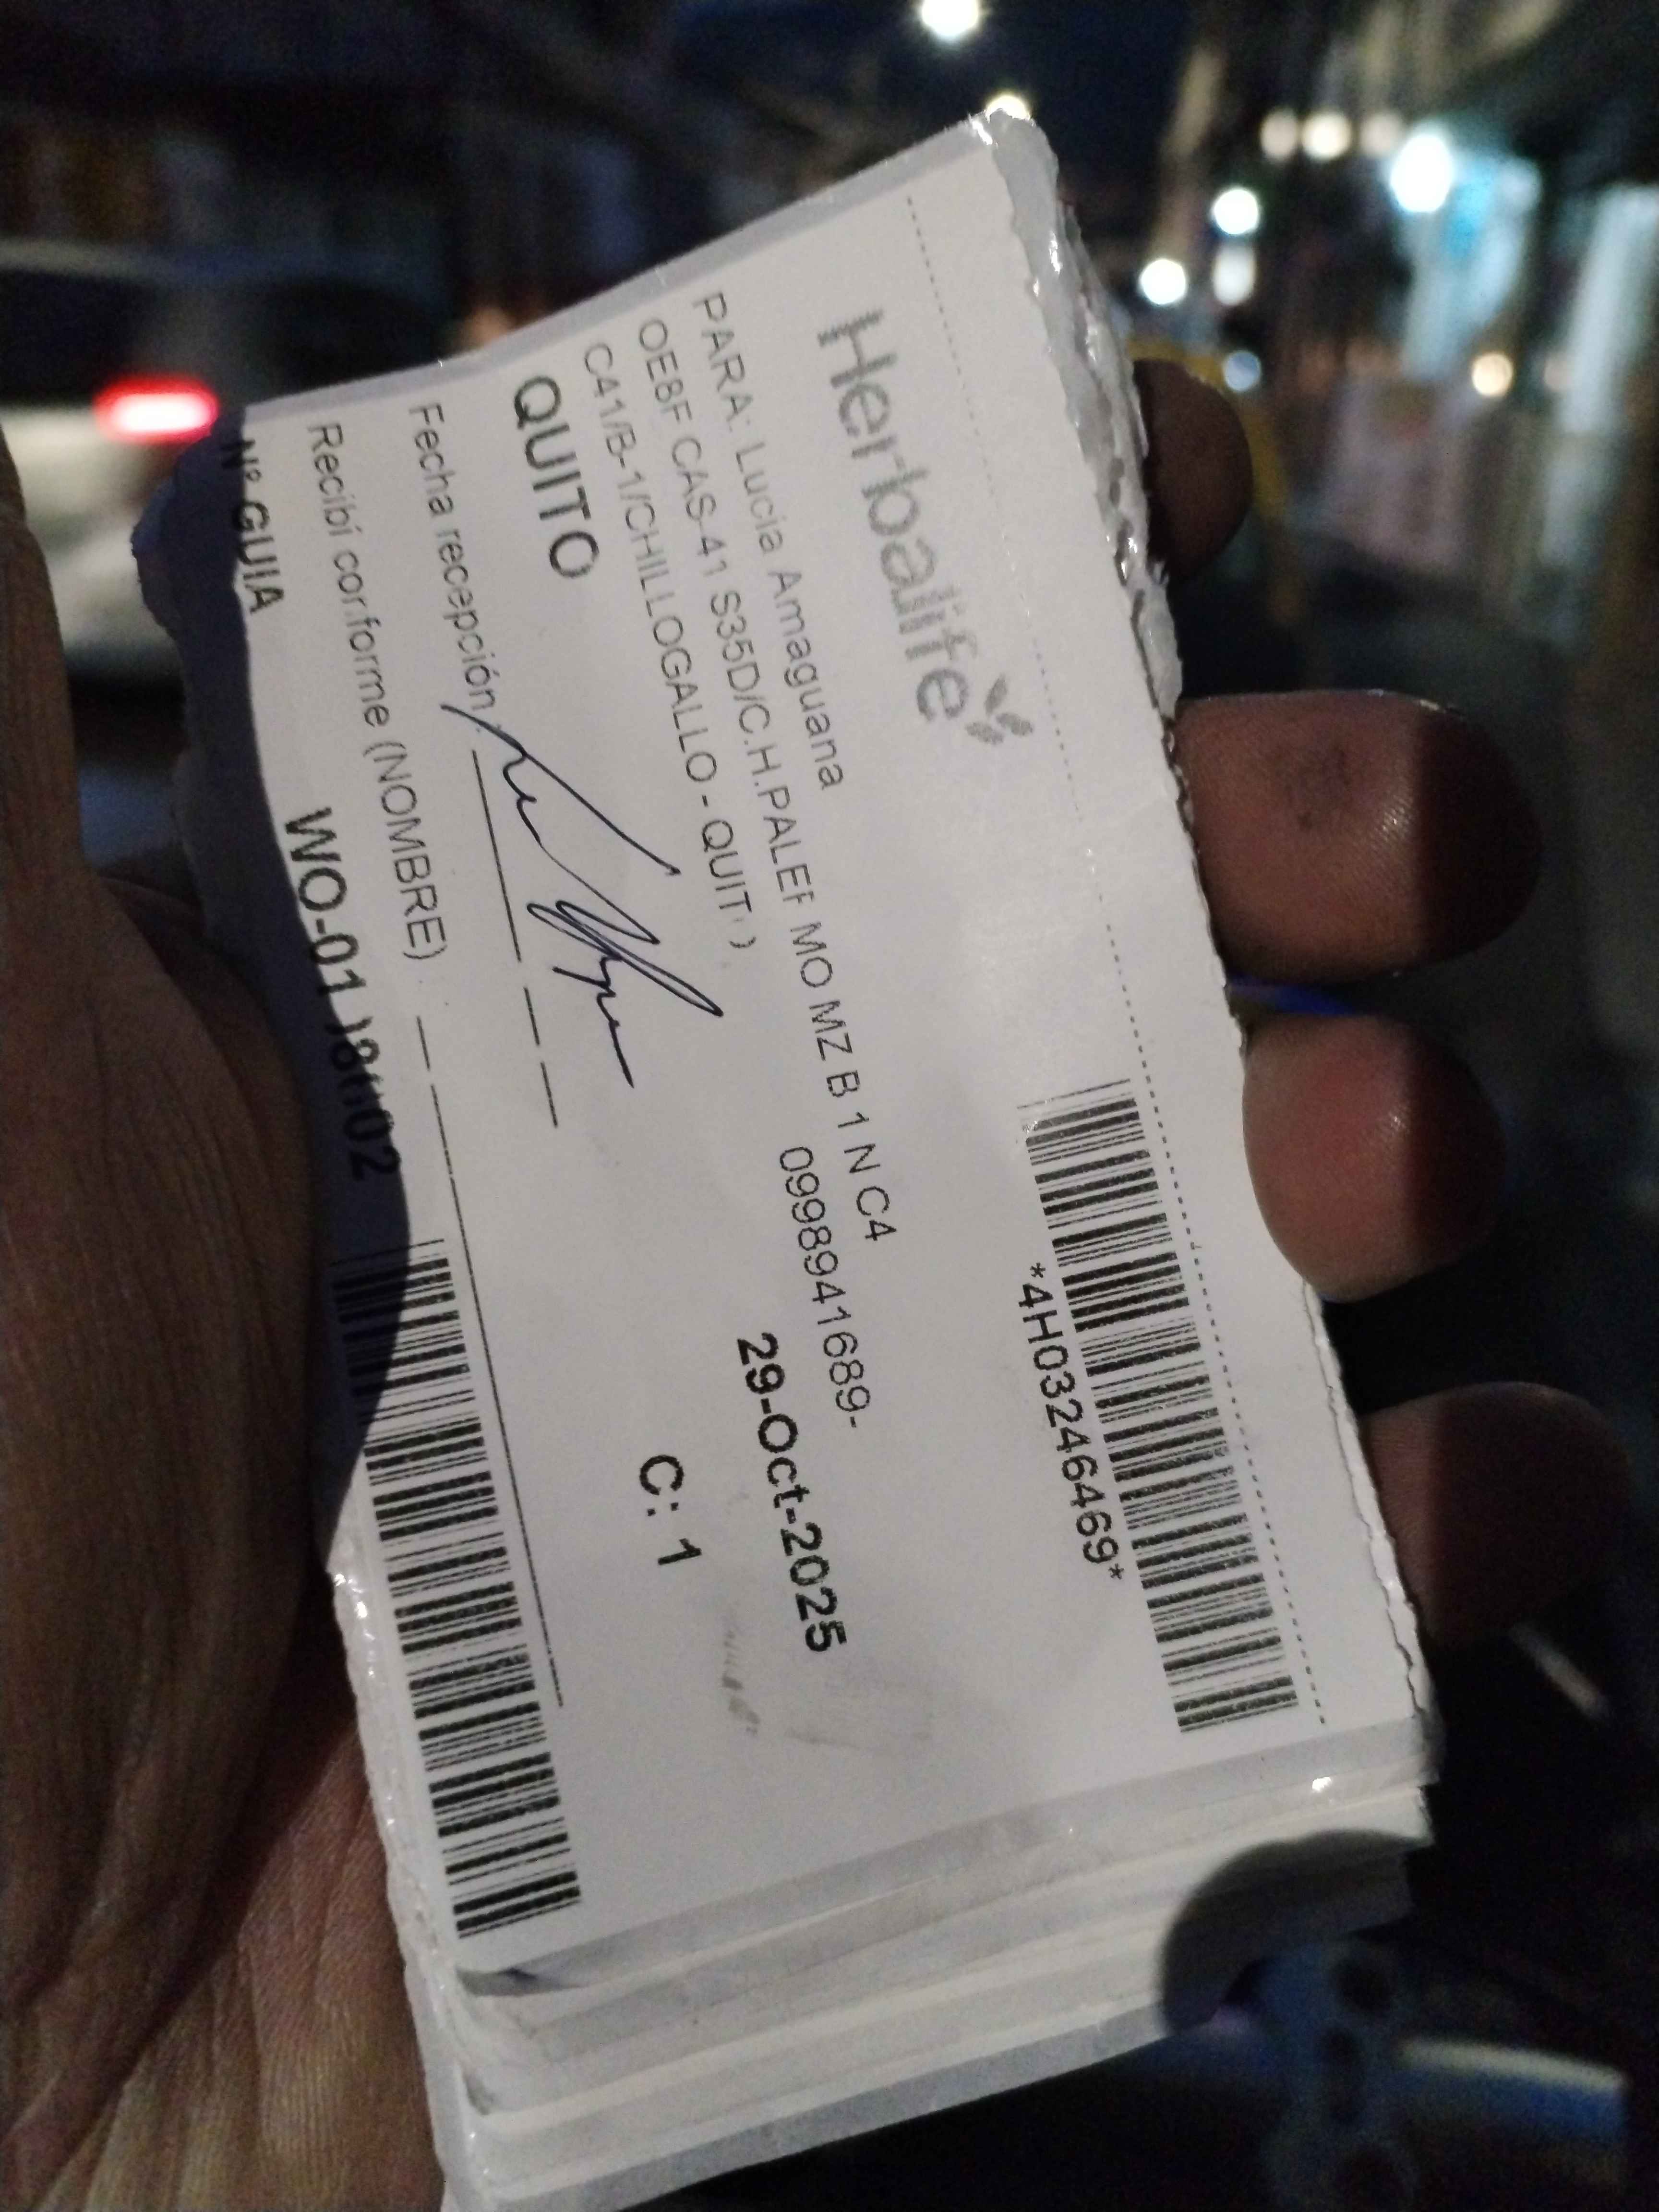 Herbalife
*4H03246469*
PARA: Lucia Amaguana
OE8F CAS-41 S35D/C.H.PALER MO MZ B 1 N C4
C41/B-1/CHILLOGALLO - QUIT
0998941689-
QUITO
29-Oct-2025
C: 1
Fecha recepción
Recibí conforme (NOMBRE)
Nº GUIA